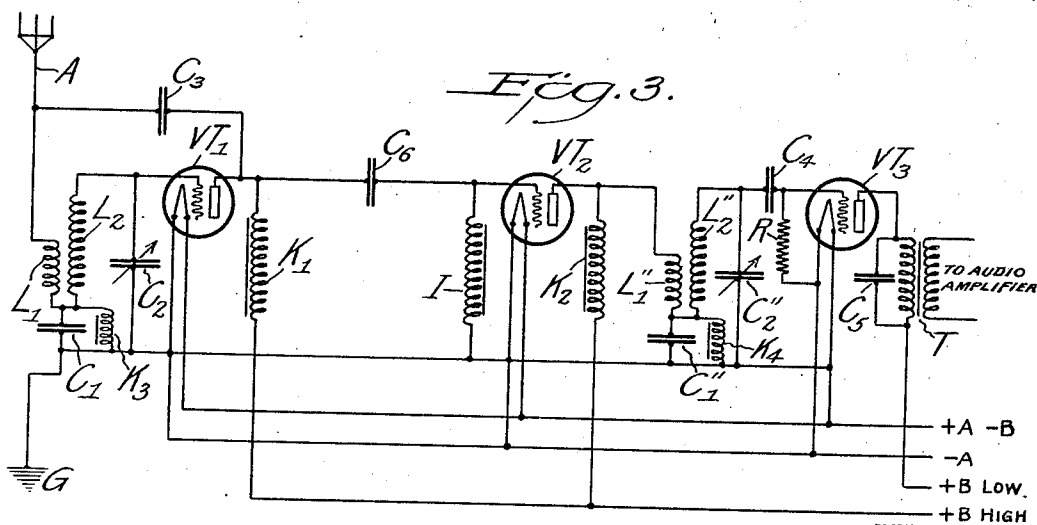 Fig. 3.
A
C3
VT1
C6
VT2
C4
VT3
L2
L2"
R
L1
C2
K1
I
K2
L1"
C2"
C5
TO AUDIO
AMPLIFIER
T
C1
K3
C1"
K4
+A -B
-A
G
+B LOW.
+B HIGH